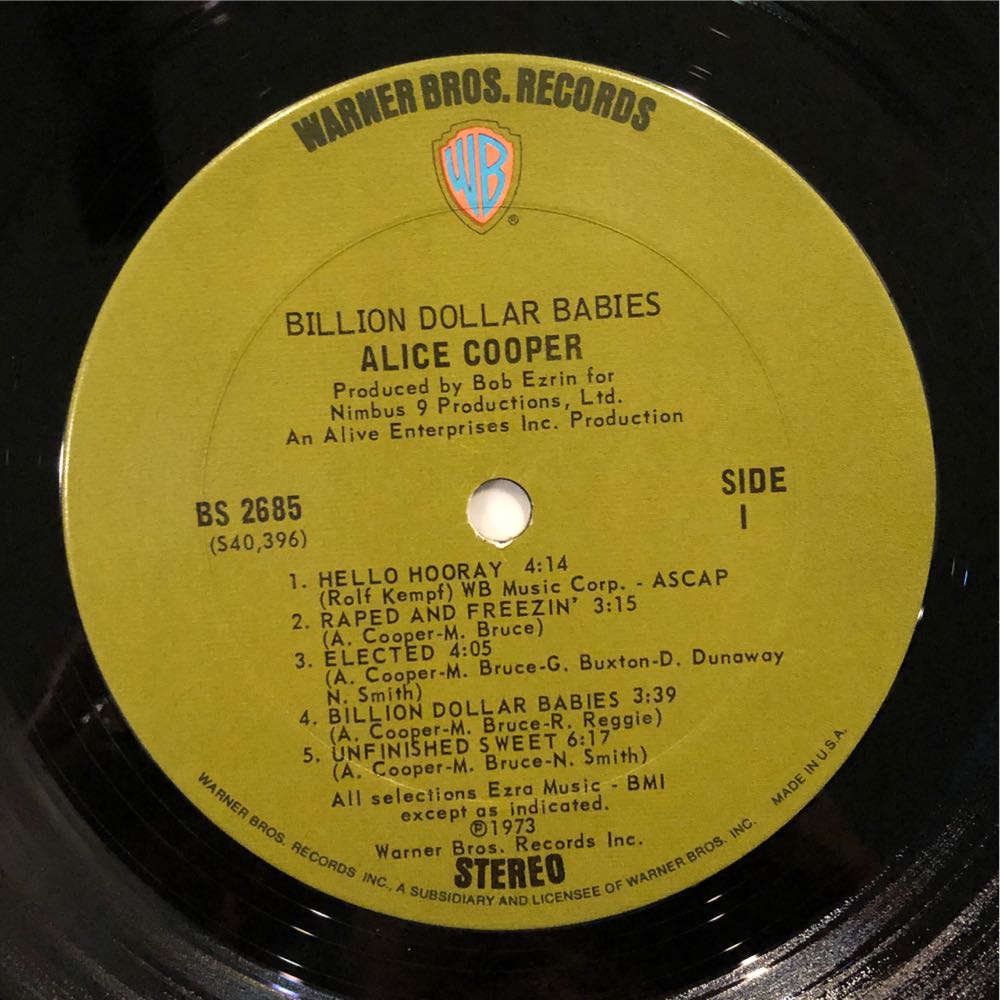 WARNER BROS. RECORDS
WB
®
BILLION DOLLAR BABIES
ALICE COOPER
Produced by Bob Ezrin for
Nimbus 9 Productions, Ltd.
An Alive Enterprises Inc. Production
BS 2685
(S40,396)
SIDE
1
1. HELLO HOORAY 4:14
(Rolf Kempf) WB Music Corp. - ASCAP
2. RAPED AND FREEZIN' 3:15
(A. Cooper-M. Bruce)
3. ELECTED 4:05
(A. Cooper-M. Bruce-G. Buxton-D. Dunaway
N. Smith)
4. BILLION DOLLAR BABIES 3:39
(A. Cooper-M. Bruce-R. Reggie)
5. UNFINISHED SWEET 6:17
(A. Cooper-M. Bruce-N. Smith)
All selections Ezra Music - BMI
except as indicated.
℗1973
Warner Bros. Records Inc.
STEREO
WARNER BROS. RECORDS INC., A SUBSIDIARY AND LICENSEE OF WARNER BROS. INC. MADE IN U.S.A.